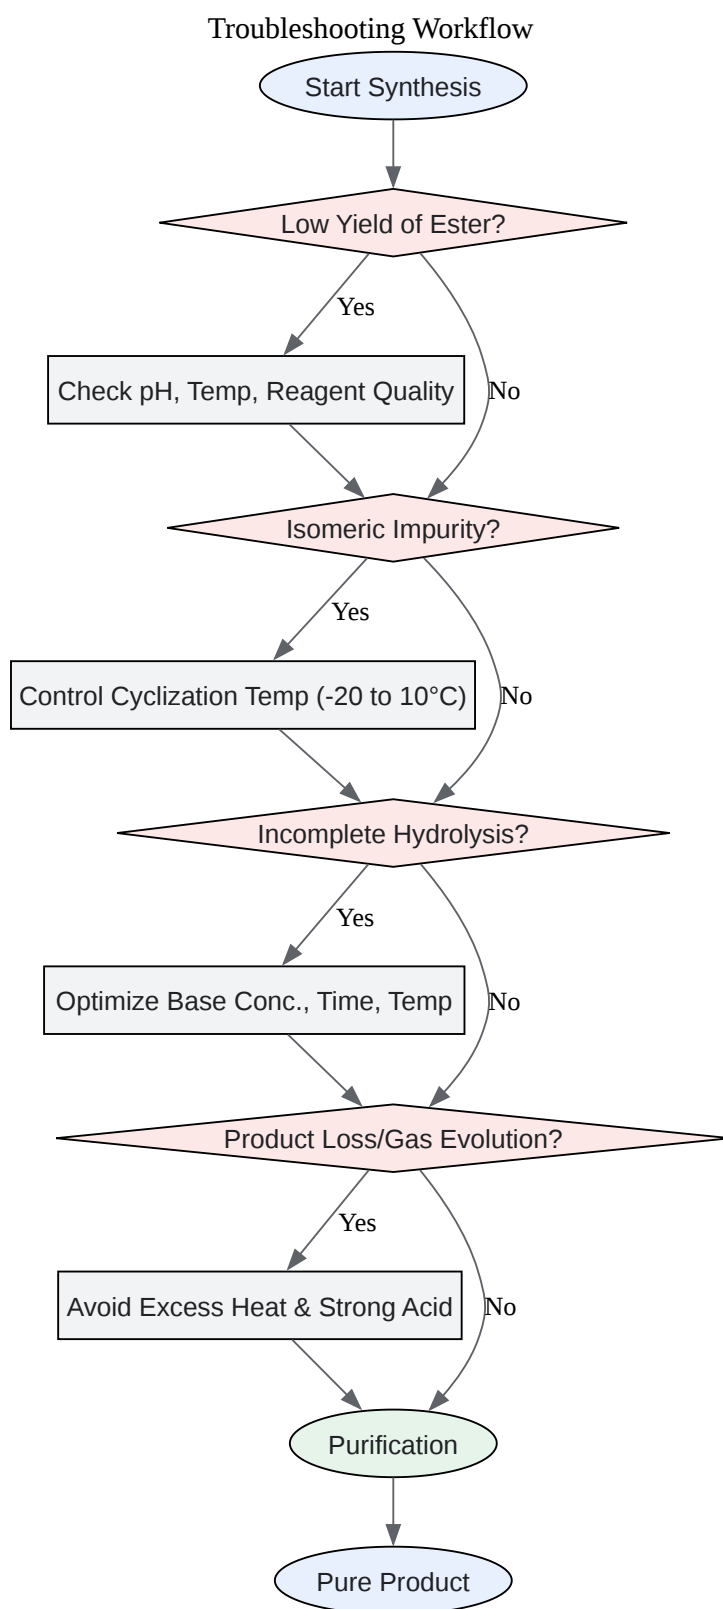 Troubleshooting Workflow
Start Synthesis
Low Yield of Ester?
Yes
Check pH, Temp, Reagent Quality
No
Isomeric Impurity?
Yes
Control Cyclization Temp (-20 to 10°C)
No
Incomplete Hydrolysis?
Yes
Optimize Base Conc., Time, Temp
No
Product Loss/Gas Evolution?
Yes
Avoid Excess Heat & Strong Acid
No
Purification
Pure Product